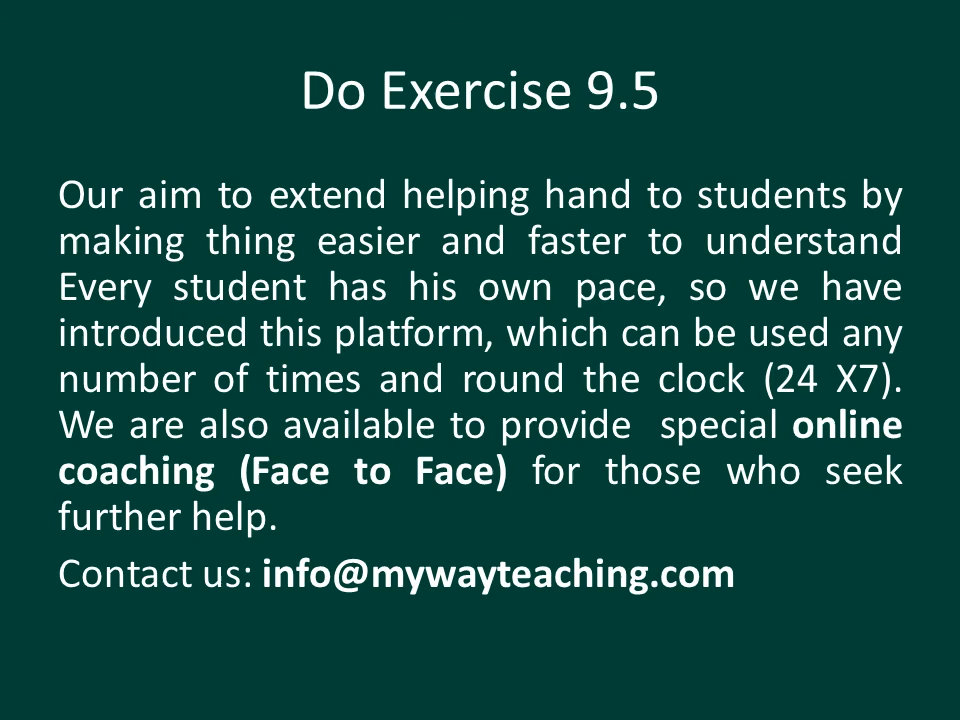 Do Exercise 9.5
Our aim to extend helping hand to students by
making thing easier and faster to understand
Every student has his own pace, so we have
introduced this platform, which can be used any
number of times and round the clock (24 X7).
We are also available to provide  special online
coaching (Face to Face) for those who seek
further help.
Contact us: info@mywayteaching.com